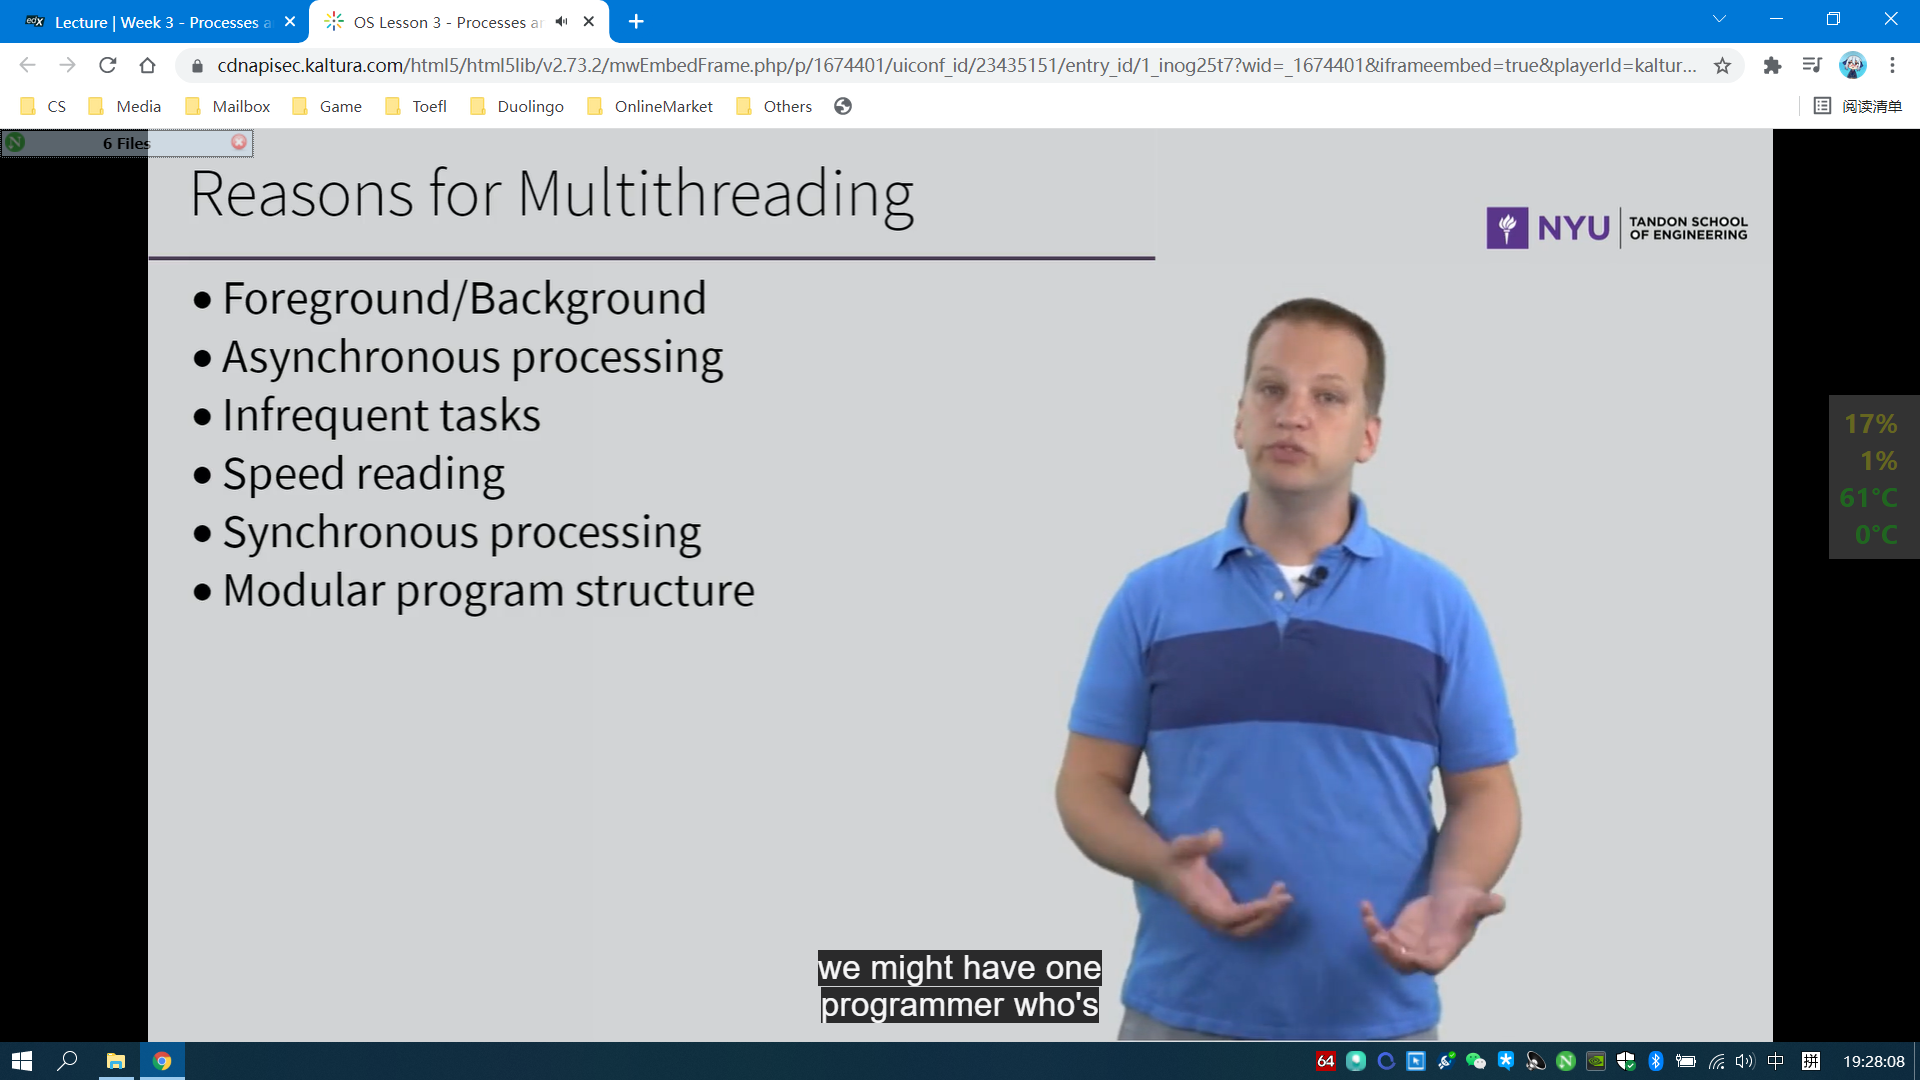 edX Lecture | Week 3 - Processes a
OS Lesson 3 - Processes a
cdnapisec.kaltura.com/html5/html5lib/v2.73.2/mwEmbedFrame.php/p/1674401/uiconf_id/23435151/entry_id/1_inog25t7?wid=_1674401&iframeembed=true&playerId=kaltur...
CS Media Mailbox Game Toefl Duolingo OnlineMarket Others 阅读清单
N 6 Files
Reasons for Multithreading
NYU TANDON SCHOOL
OF ENGINEERING
• Foreground/Background
• Asynchronous processing
• Infrequent tasks
• Speed reading
• Synchronous processing
• Modular program structure
17%
1%
61°C
0°C
we might have one
programmer who's
64 N 中 拼 19:28:08